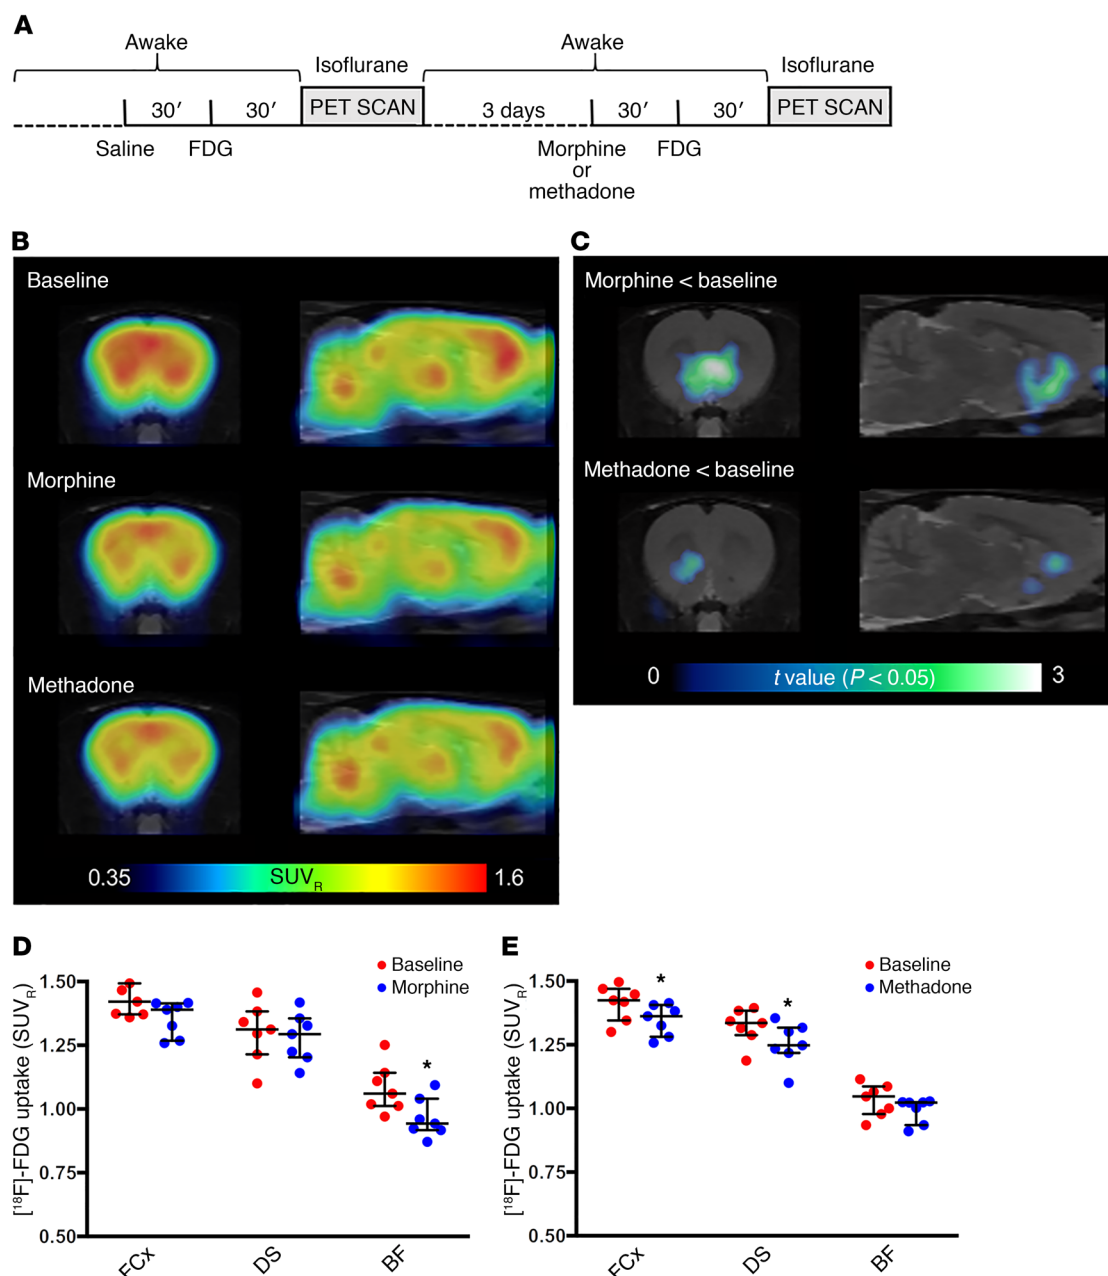 A
Awake
Awake
Isoflurane
Isoflurane
30′
30′
PET SCAN
3 days
30′
30′
PET SCAN
Saline
FDG
Morphine
or
methadone
FDG
B
Baseline
Morphine
Methadone
0.35
SUVR
1.6
C
Morphine < baseline
Methadone < baseline
0
t value (P < 0.05)
3
D
Baseline
Morphine
[18F]-FDG uptake (SUVR)
1.50
1.25
1.00
0.75
0.50
*
FCx
DS
BF
E
Baseline
Methadone
[18F]-FDG uptake (SUVR)
1.50
1.25
1.00
0.75
0.50
*
*
FCx
DS
BF